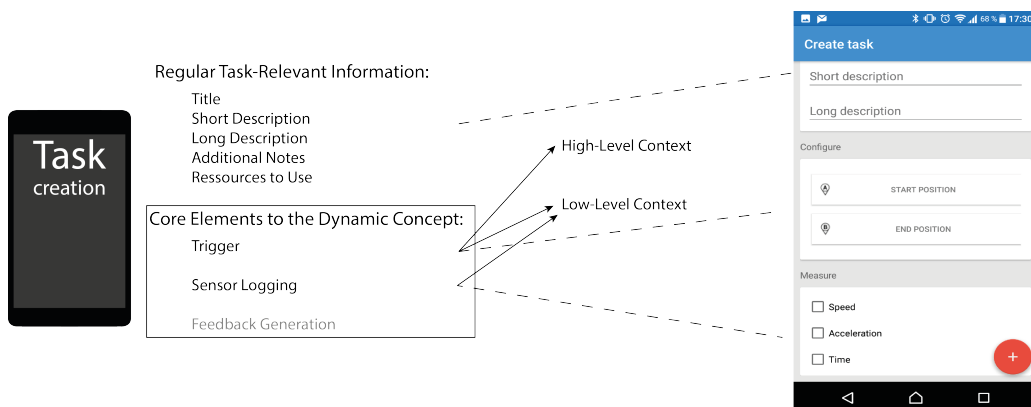 Task
creation
Regular Task-Relevant Information:
Title
Short Description
Long Description
Additional Notes
Ressources to Use
Core Elements to the Dynamic Concept:
Trigger
Sensor Logging
Feedback Generation
High-Level Context
Low-Level Context
68 % 17:30
Create task
Short description
Long description
Configure
A START POSITION
B END POSITION
Measure
Speed
Acceleration
Time
+